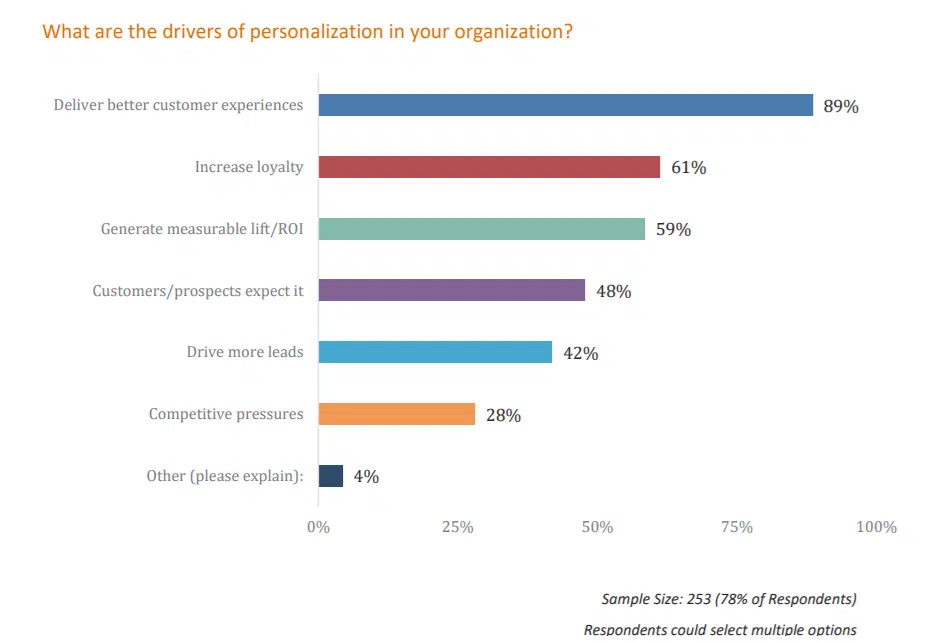 What are the drivers of personalization in your organization?
Deliver better customer experiences 89%
Increase loyalty 61%
Generate measurable lift/ROI 59%
Customers/prospects expect it 48%
Drive more leads 42%
Competitive pressures 28%
Other (please explain): 4%
0% 25% 50% 75% 100%
Sample Size: 253 (78% of Respondents)
Respondents could select multiple options